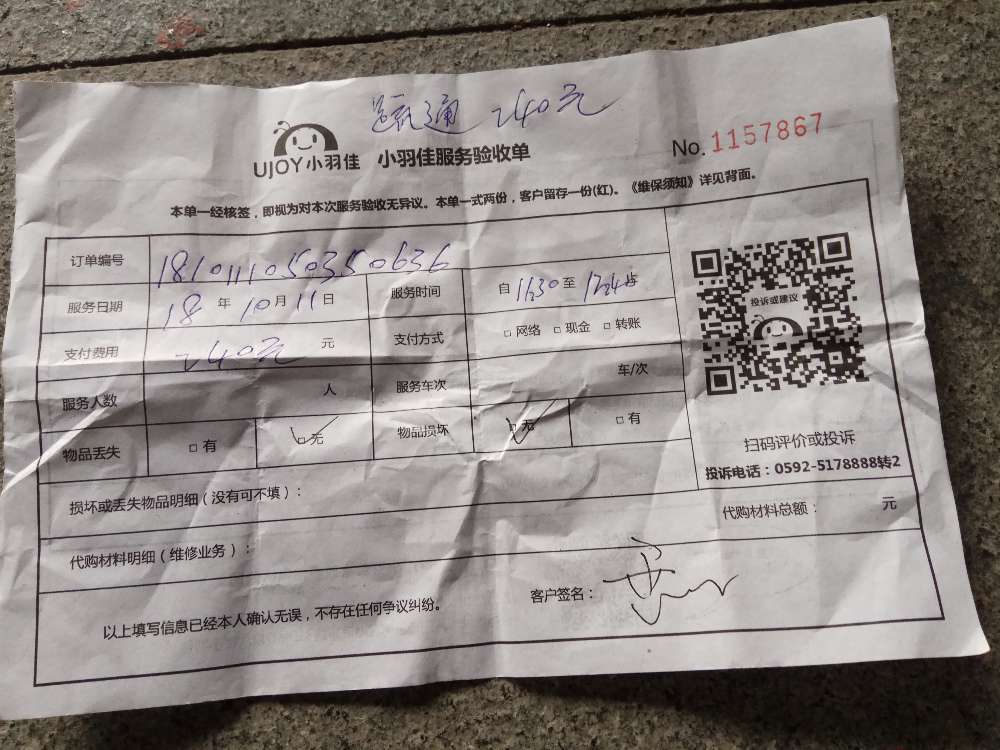 疏通 240元
UJOY小羽佳 小羽佳服务验收单 No.1157867
本单一经核签，即视为对本次服务验收无异议。本单一式两份，客户留存一份(红)。《维保须知》详见背面。
订单编号 1810111050350636
服务日期 18 年 10 月 11 日 服务时间 自 11:30 至
支付费用 240元 元 支付方式 □ 网络 □ 现金 □ 转账
服务人数 人 服务车次 车/次
物品丢失 □ 有 □ 无 物品损坏 □ 无 □ 有
投诉或建议
扫码评价或投诉
投诉电话：0592-5178888转2
损坏或丢失物品明细（没有可不填）：
代购材料总额： 元
代购材料明细（维修业务）：
以上填写信息已经本人确认无误，不存在任何争议纠纷。
客户签名：